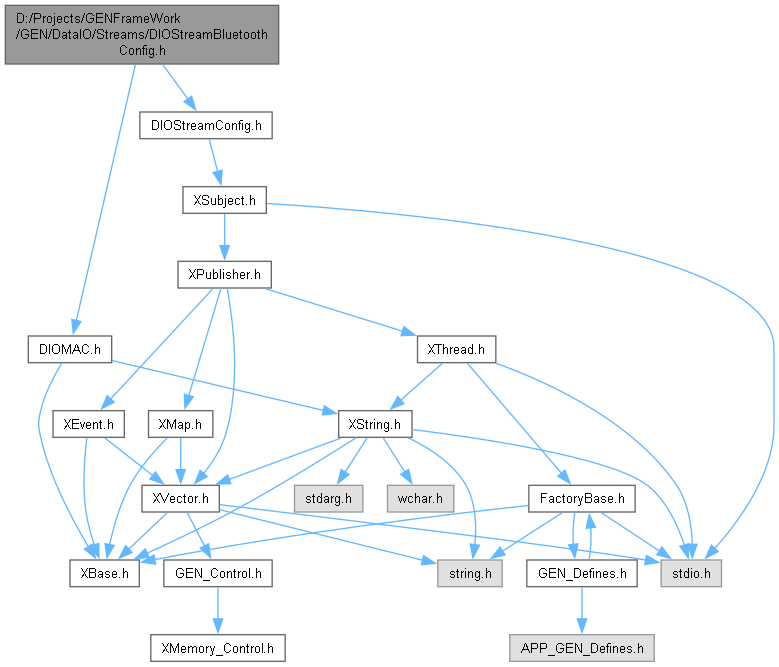 D:/Projects/GENFrameWork
/GEN/DataIO/Streams/DIOStreamBluetooth
Config.h
DIOStreamConfig.h
XSubject.h
XPublisher.h
DIOMAC.h
XThread.h
XEvent.h
XMap.h
XString.h
XVector.h
stdarg.h
wchar.h
FactoryBase.h
XBase.h
GEN_Control.h
string.h
GEN_Defines.h
stdio.h
XMemory_Control.h
APP_GEN_Defines.h